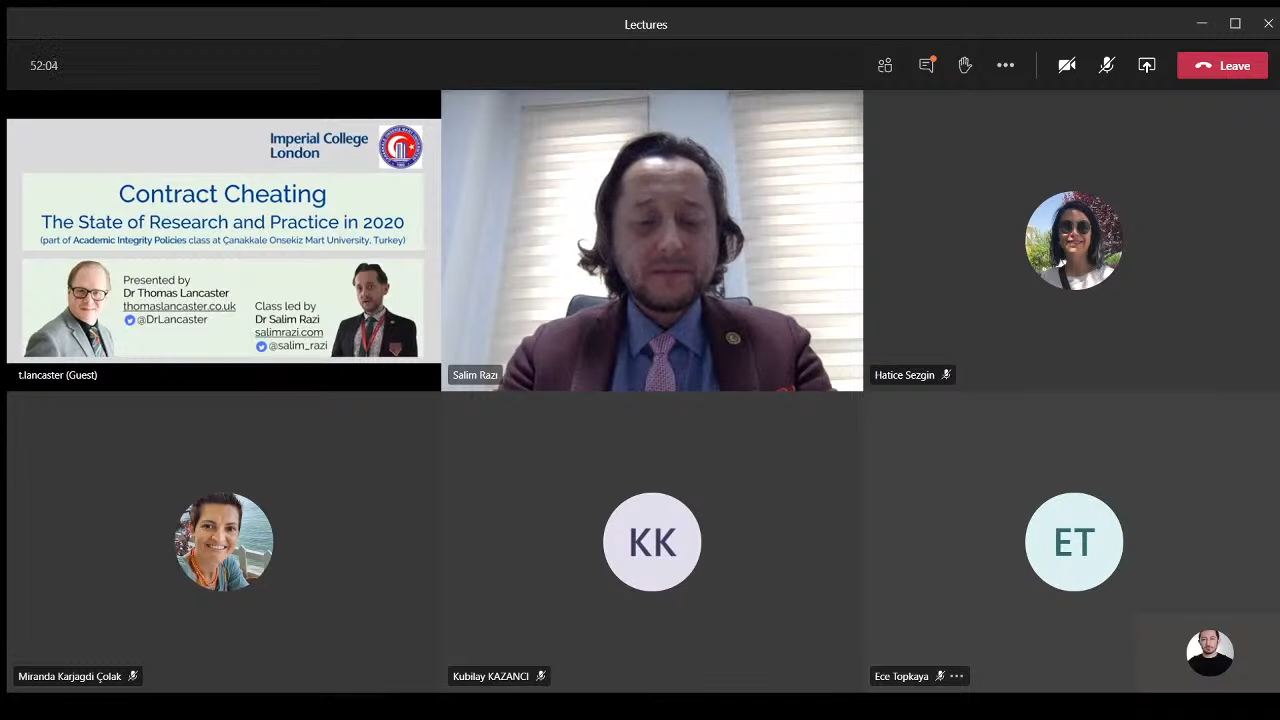 Lectures
52:04
Leave
Imperial College
London
Contract Cheating
The State of Research and Practice in 2020
(part of Academic Integrity Policies class at Çanakkale Onsekiz Mart University, Turkey)
Presented by
Dr Thomas Lancaster
thomaslancaster.co.uk
@DrLancaster
Class led by
Dr Salim Razi
salimrazi.com
@salim_razi
t.lancaster (Guest)
Salim Razı
Hatice Sezgin
KK
ET
Miranda Karjagdi Çolak
Kubilay KAZANCI
Ece Topkaya